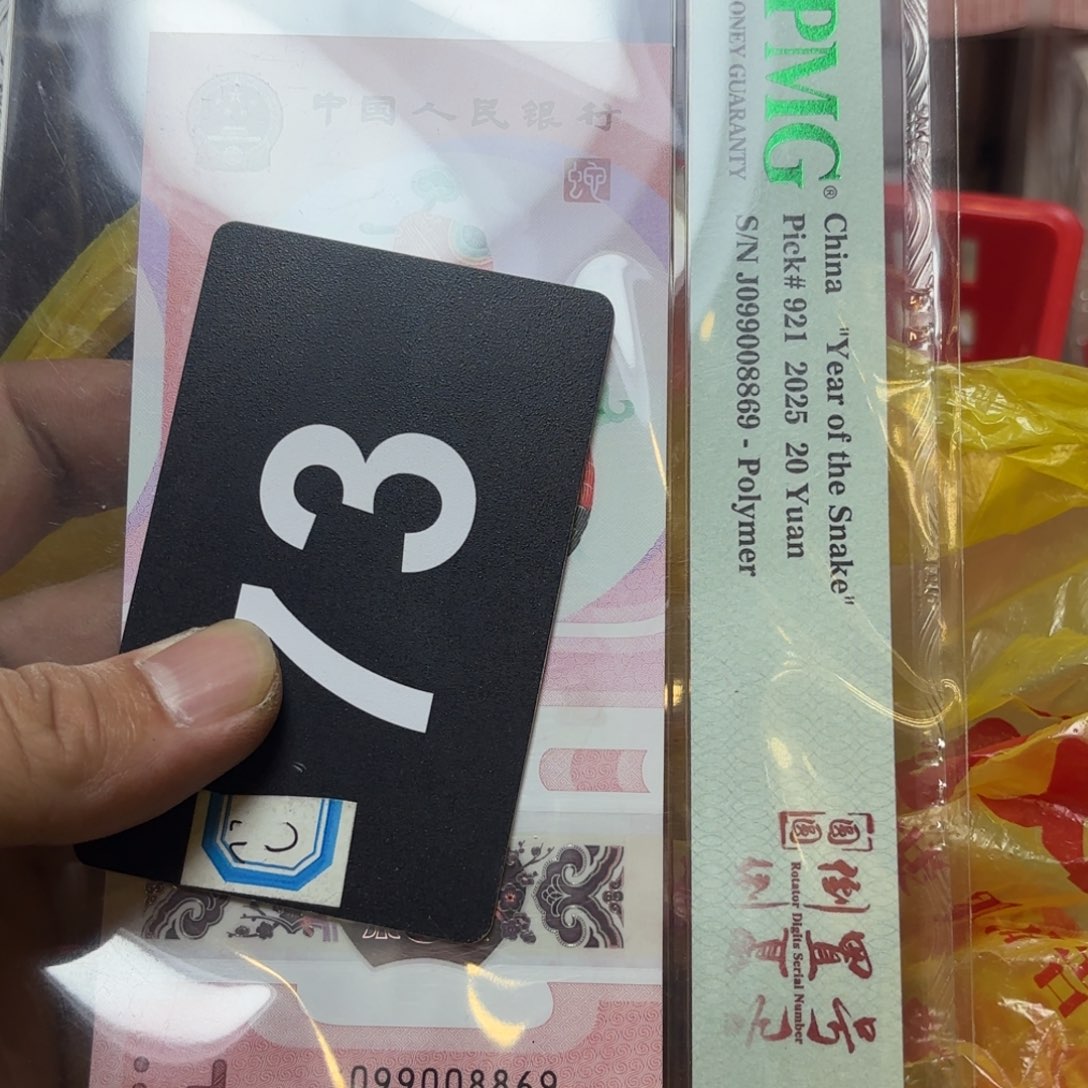 中国人民银行
73
099008869
PMG®
MONEY GUARANTY
China "Year of the Snake"
Pick# 921 2025 20 Yuan
S/N J099008869 - Polymer
Rotator Digits Serial Number